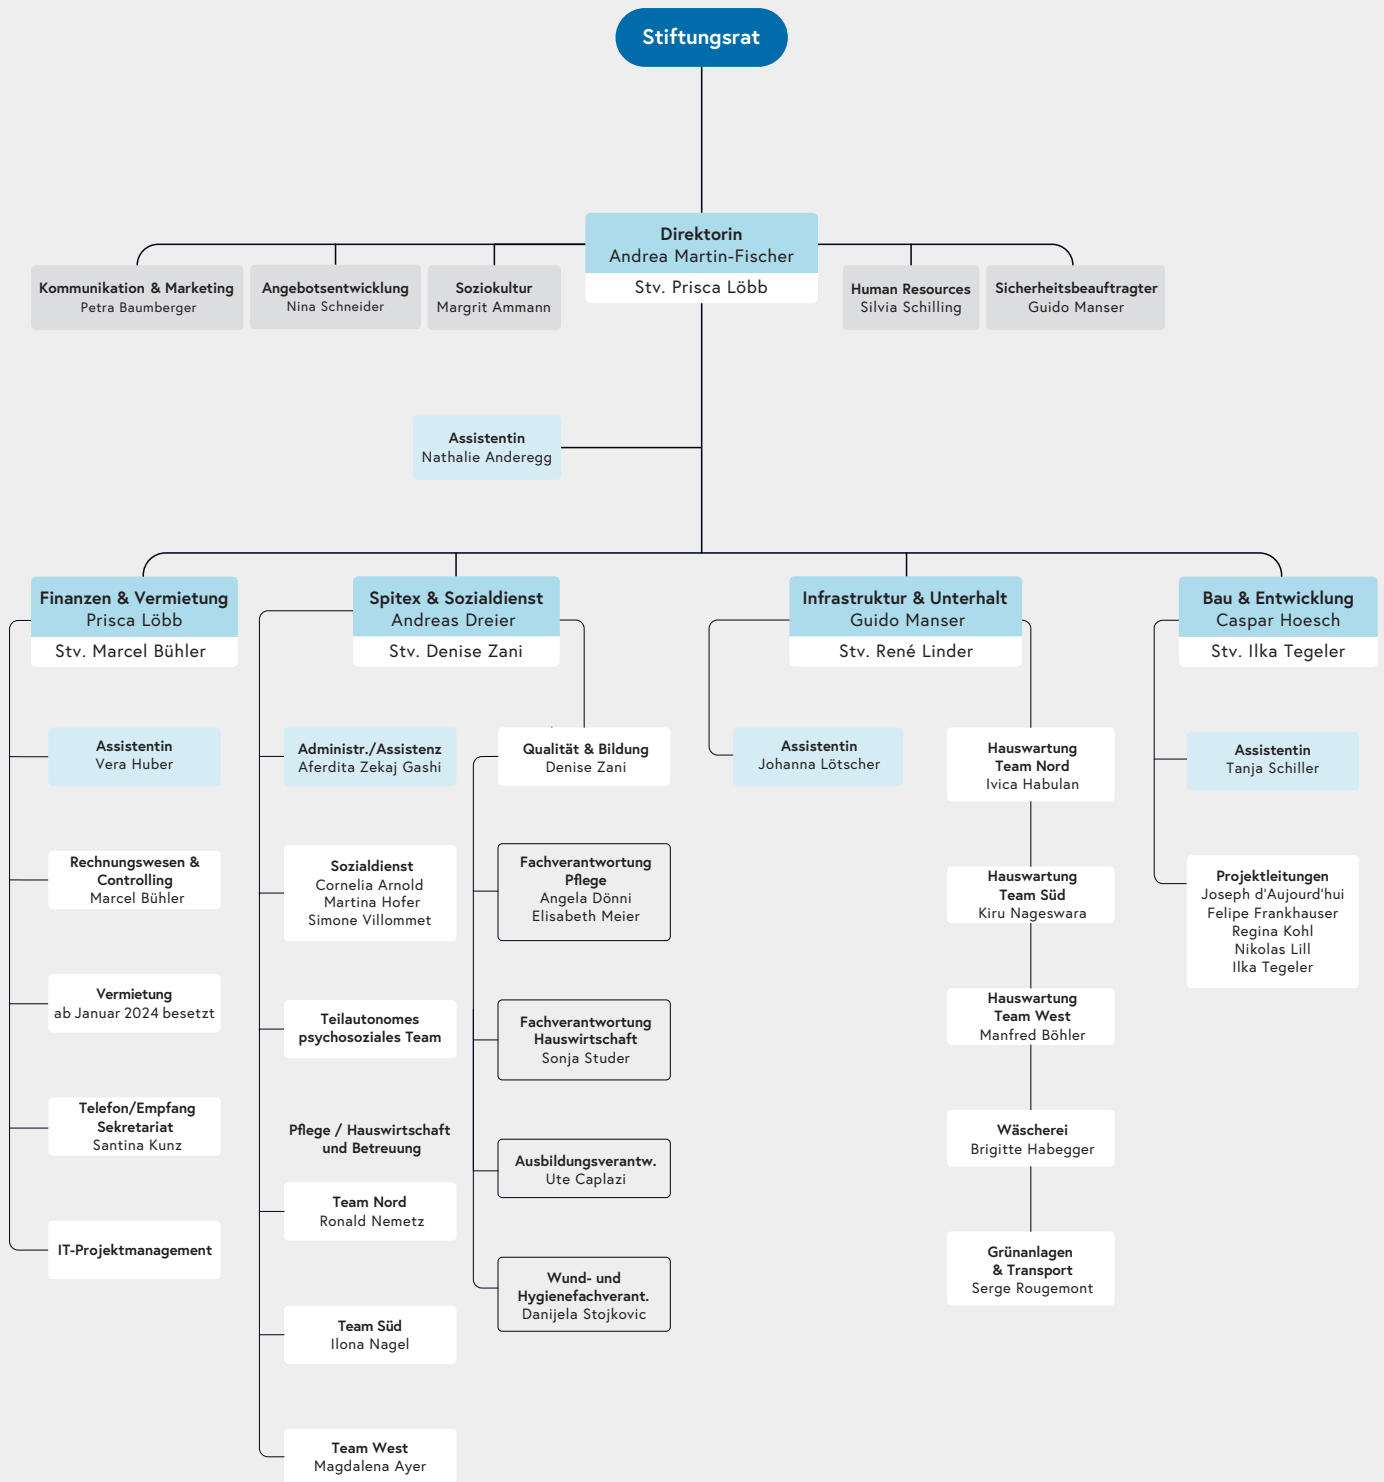 Stiftungsrat
Direktorin
Andrea Martin-Fischer
Stv. Prisca Löbb
Kommunikation & Marketing
Petra Baumberger
Angebotsentwicklung
Nina Schneider
Soziokultur
Margrit Ammann
Human Resources
Silvia Schilling
Sicherheitsbeauftragter
Guido Manser
Assistentin
Nathalie Anderegg
Finanzen & Vermietung
Prisca Löbb
Stv. Marcel Bühler
Assistentin
Vera Huber
Rechnungswesen &
Controlling
Marcel Bühler
Vermietung
ab Januar 2024 besetzt
Telefon/Empfang
Sekretariat
Santina Kunz
IT-Projektmanagement
Spitex & Sozialdienst
Andreas Dreier
Stv. Denise Zani
Administr./Assistenz
Aferdita Zekaj Gashi
Sozialdienst
Cornelia Arnold
Martina Hofer
Simone Villommet
Teilautonomes
psychosoziales Team
Pflege / Hauswirtschaft
und Betreuung
Team Nord
Ronald Nemetz
Team Süd
Ilona Nagel
Team West
Magdalena Ayer
Qualität & Bildung
Denise Zani
Fachverantwortung
Pflege
Angela Dönni
Elisabeth Meier
Fachverantwortung
Hauswirtschaft
Sonja Studer
Ausbildungsverantw.
Ute Caplazi
Wund- und
Hygienefachverant.
Danijela Stojkovic
Infrastruktur & Unterhalt
Guido Manser
Stv. René Linder
Assistentin
Johanna Lötscher
Hauswartung
Team Nord
Ivica Habulan
Hauswartung
Team Süd
Kiru Nageswara
Hauswartung
Team West
Manfred Böhler
Wäscherei
Brigitte Habegger
Grünanlagen
& Transport
Serge Rougemont
Bau & Entwicklung
Caspar Hoesch
Stv. Ilka Tegeler
Assistentin
Tanja Schiller
Projektleitungen
Joseph d'Aujourd'hui
Felipe Frankhauser
Regina Kohl
Nikolas Lill
Ilka Tegeler